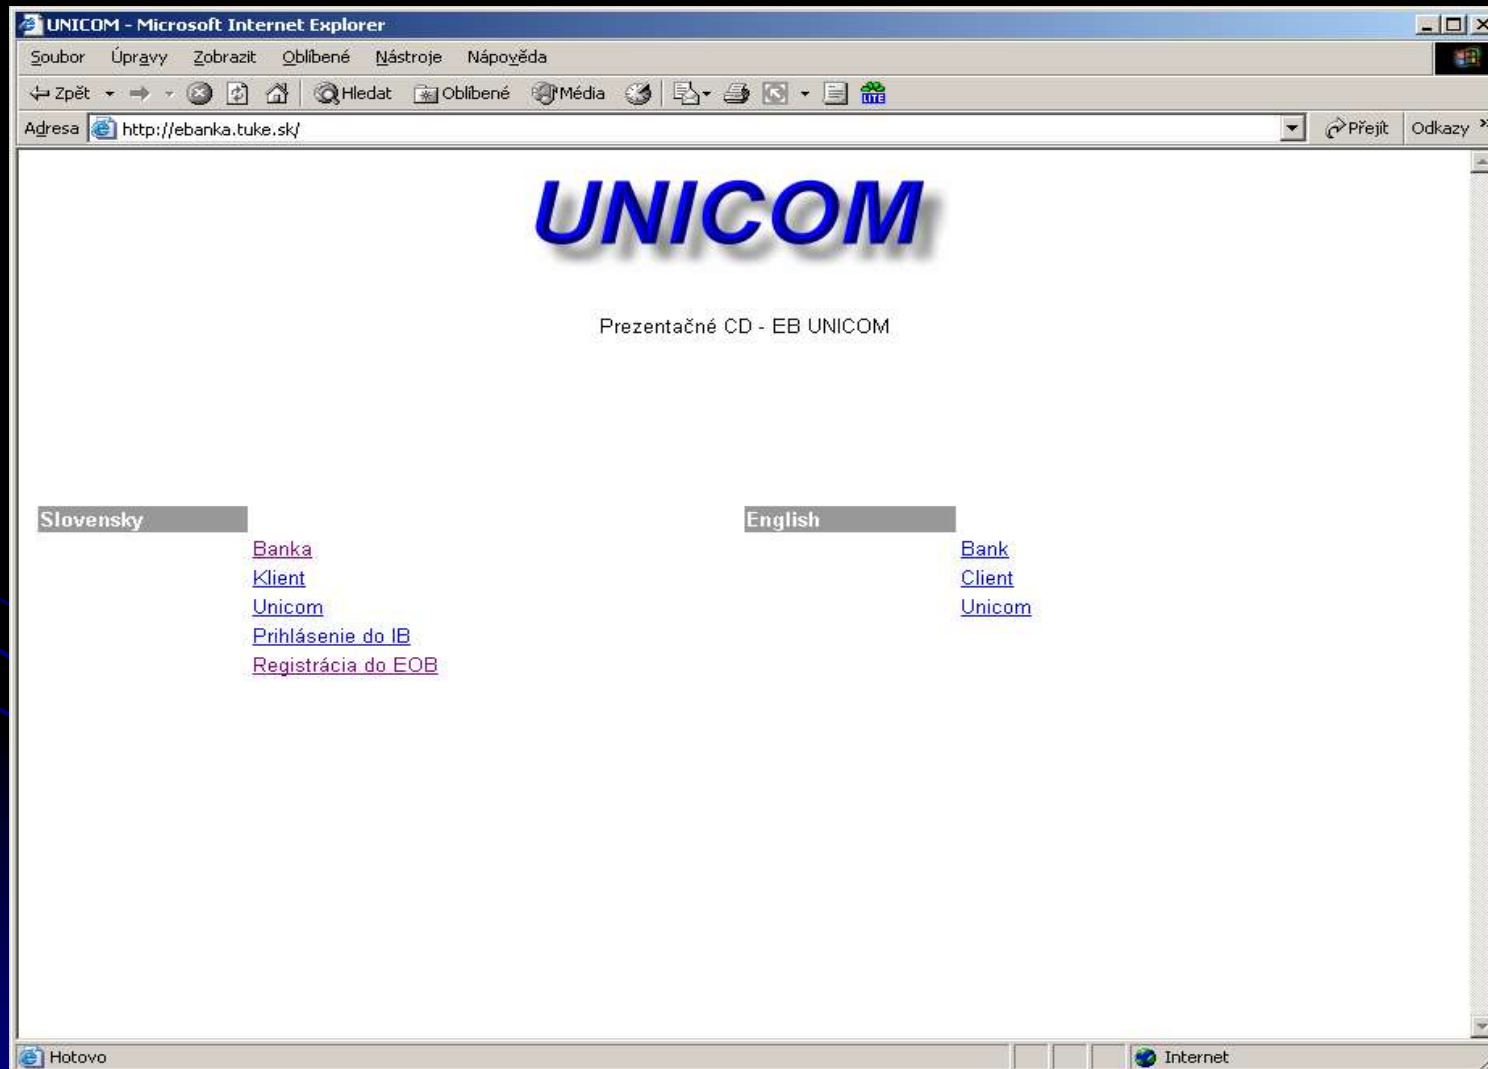 UNICOM - Microsoft Internet Explorer
Soubor Úpravy Zobrazit Oblíbené Nástroje Nápověda
Zpět Hledat Oblíbené Média LITE
Adresa http://ebanka.tuke.sk/ Přejít Odkazy »
UNICOM
Prezentačné CD - EB UNICOM
Slovensky English
Banka Bank
Klient Client
Unicom Unicom
Prihlásenie do IB
Registrácia do EOB
Hotovo Internet